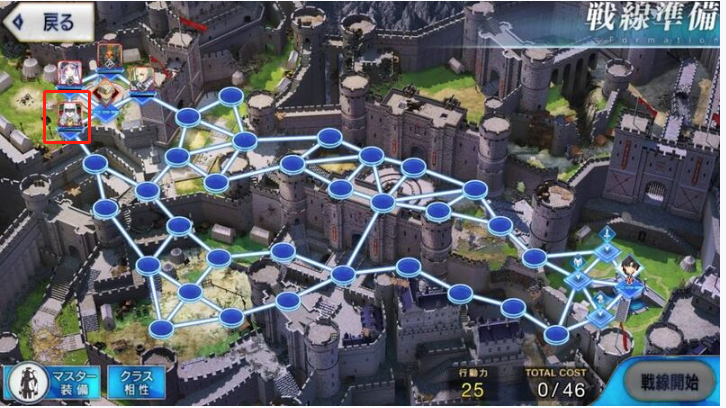 戻る
戦線準備
Formation
マスター
装備
クラス
相性
行動力
25
TOTAL COST
0/46
戦線開始